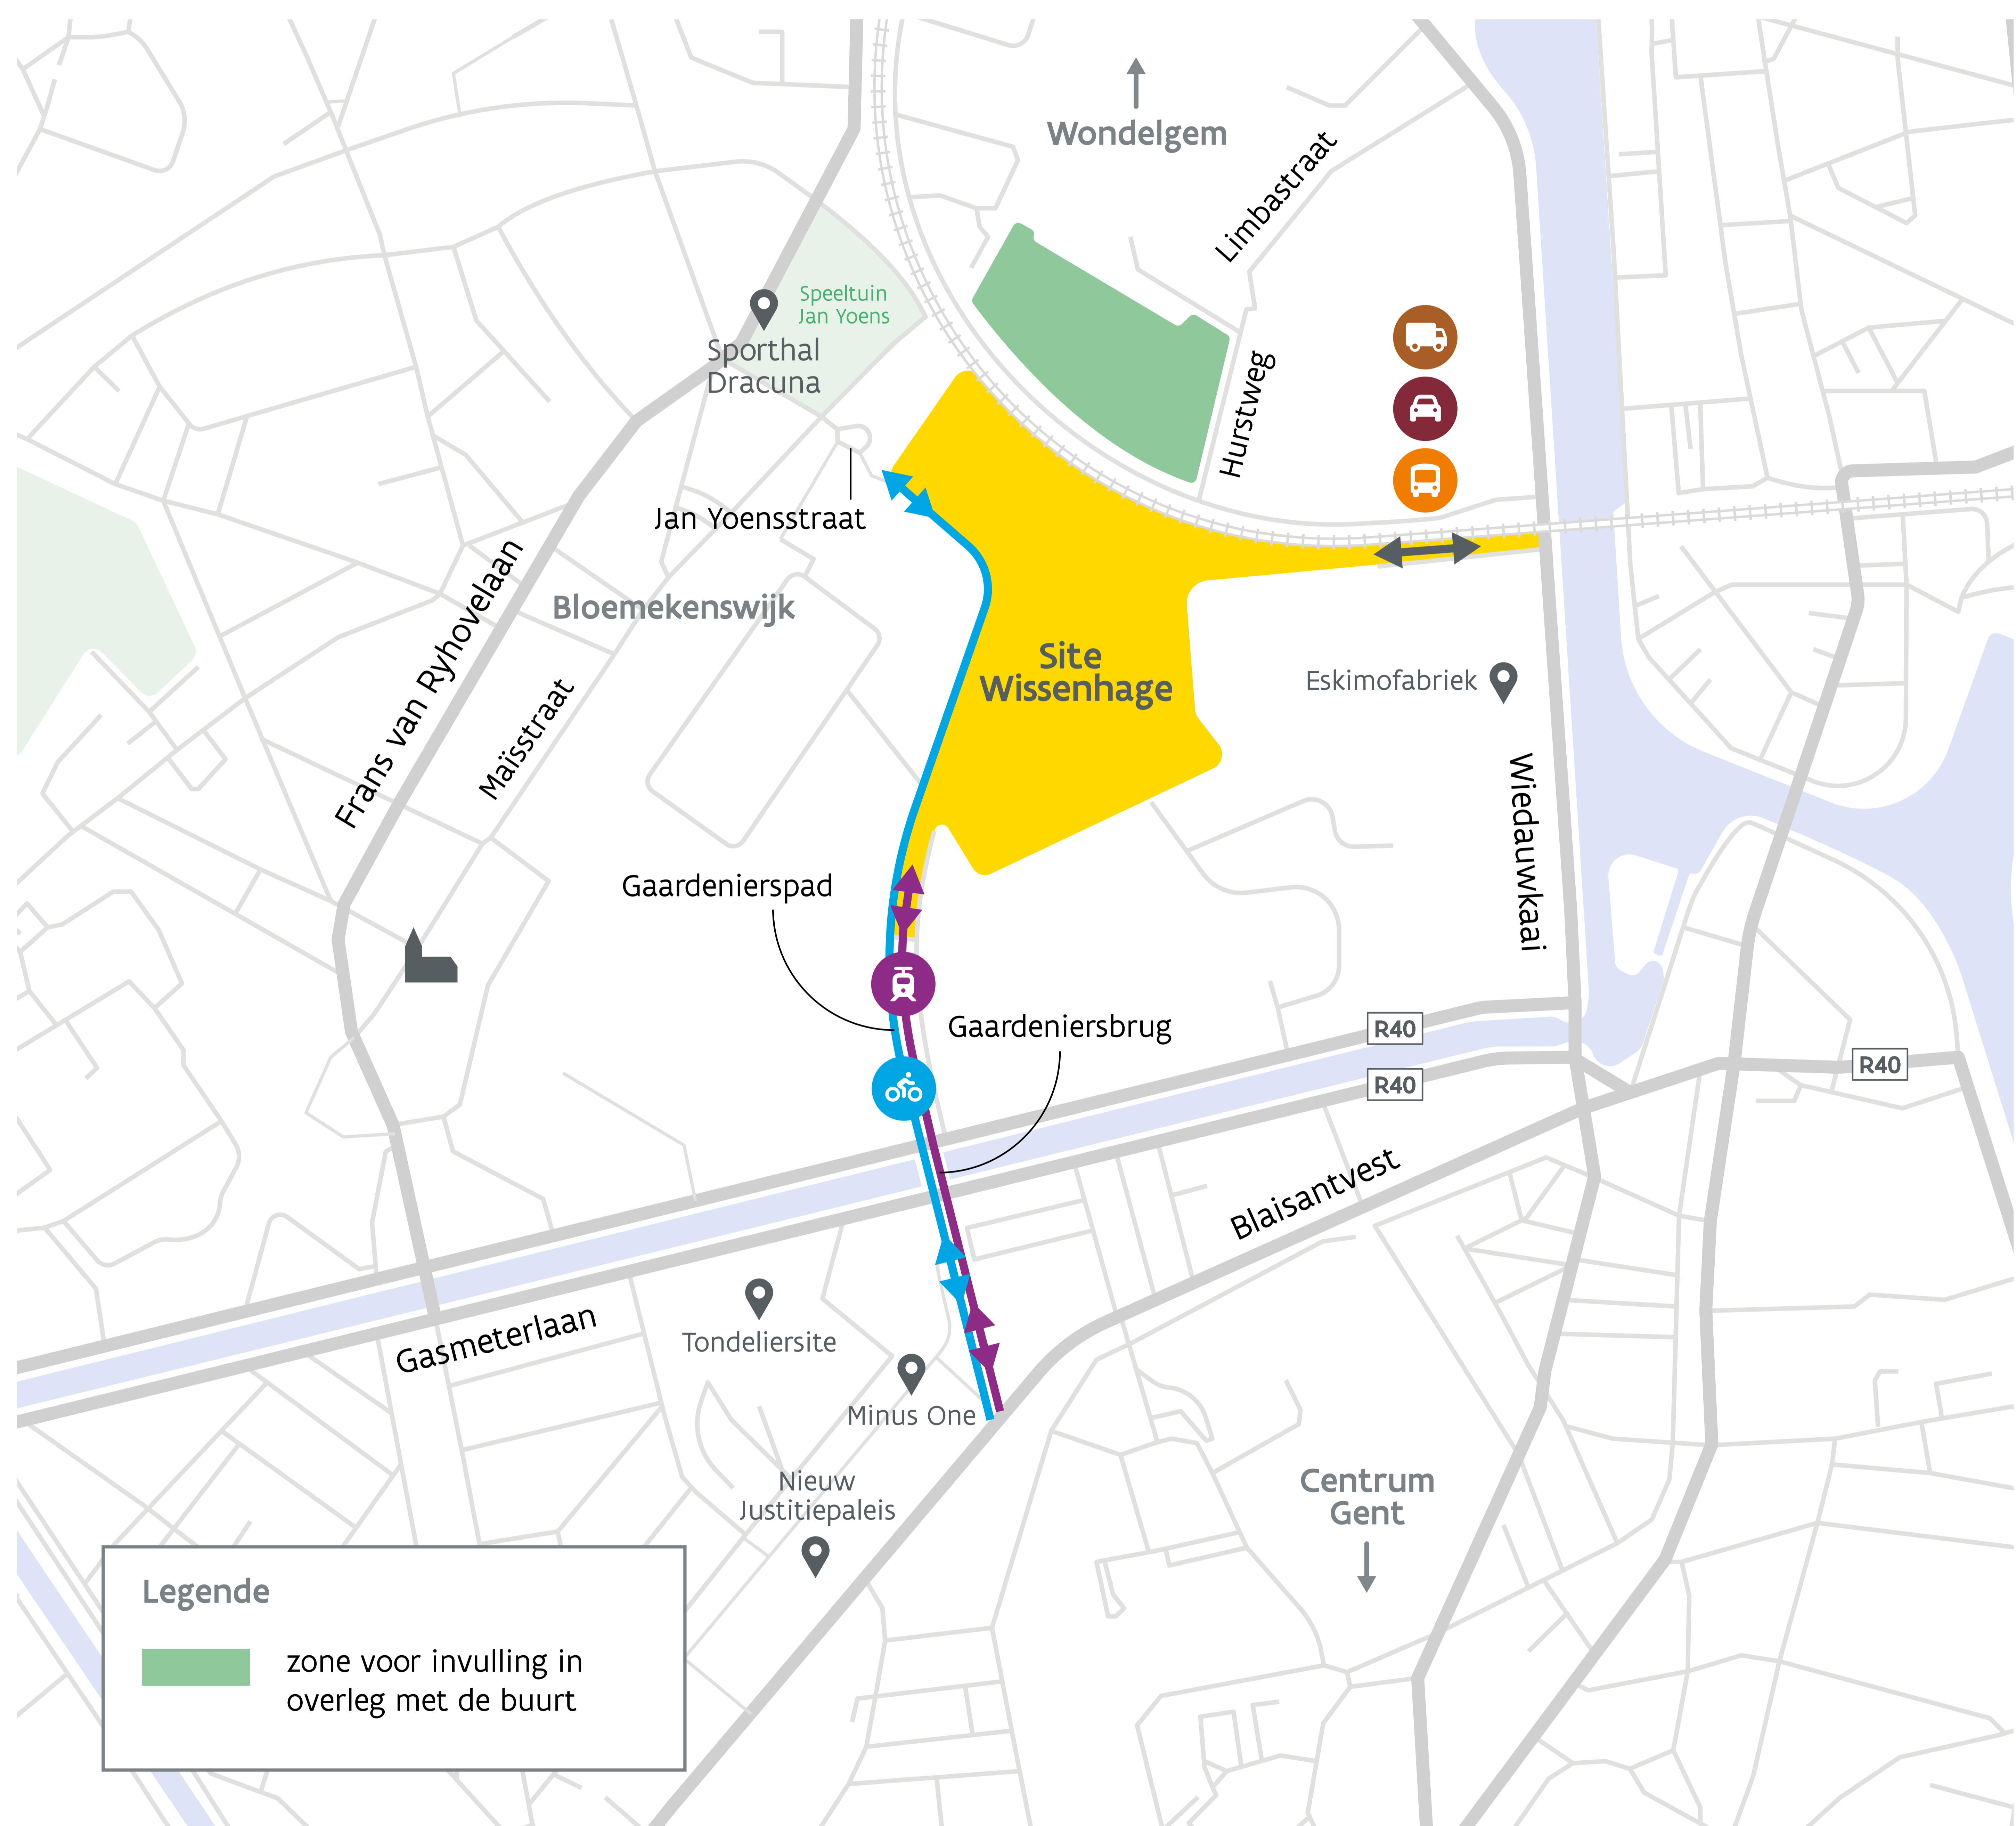 Wondelgem
Limbastraat
Speeltuin
Jan Yoens
Sporthal
Dracuna
Hurstweg
Jan Yoensstraat
Frans van Ryhovelaan
Bloemekenswijk
Maïsstraat
Site
Wissenhage
Eskimofabriek
Wiedauwkaai
Gaardenierspad
Gaardeniersbrug
R40
R40
R40
Blaisantvest
Gasmeterlaan
Tondeliersite
Minus One
Nieuw
Justitiepaleis
Centrum
Gent
Legende
zone voor invulling in
overleg met de buurt